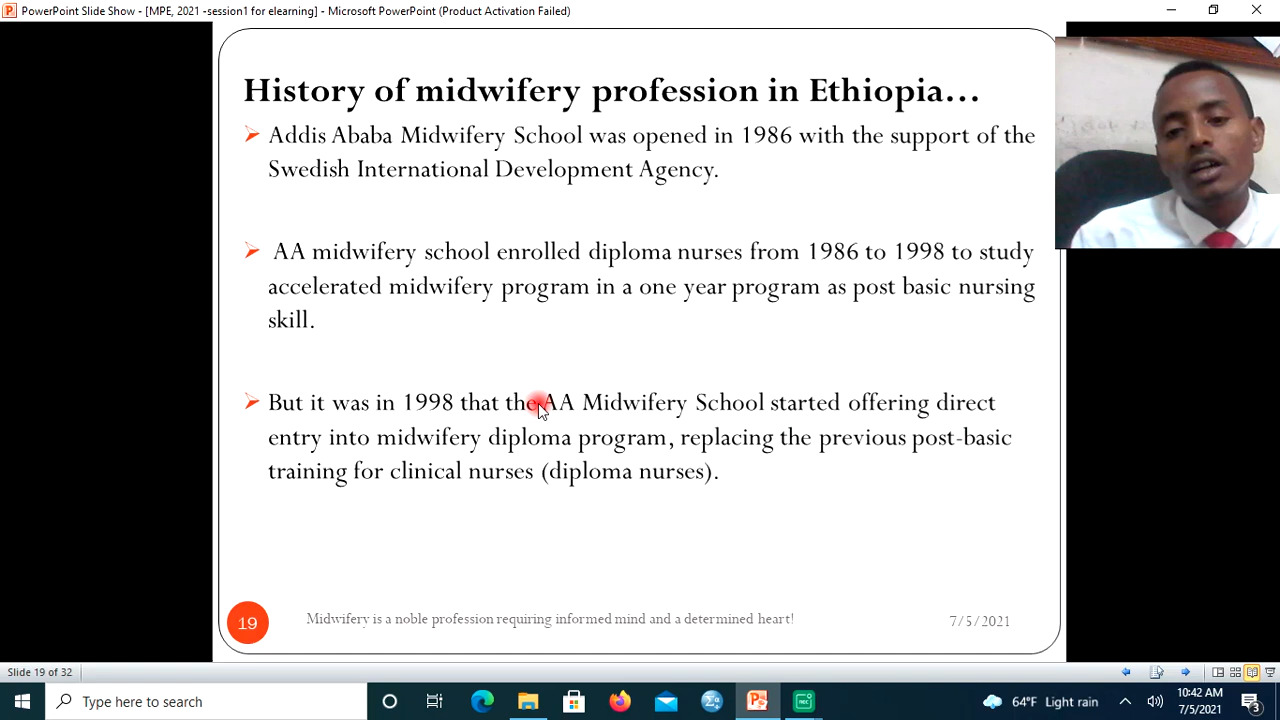 PowerPoint Slide Show - [MPE, 2021 -session1 for elearning] - Microsoft PowerPoint (Product Activation Failed)
History of midwifery profession in Ethiopia…
Addis Ababa Midwifery School was opened in 1986 with the support of the
Swedish International Development Agency.
AA midwifery school enrolled diploma nurses from 1986 to 1998 to study
accelerated midwifery program in a one year program as post basic nursing
skill.
But it was in 1998 that the AA Midwifery School started offering direct
entry into midwifery diploma program, replacing the previous post-basic
training for clinical nurses (diploma nurses).
19
Midwifery is a noble profession requiring informed mind and a determined heart!
7/5/2021
Slide 19 of 32
Type here to search
64°F Light rain
10:42 AM
7/5/2021
3